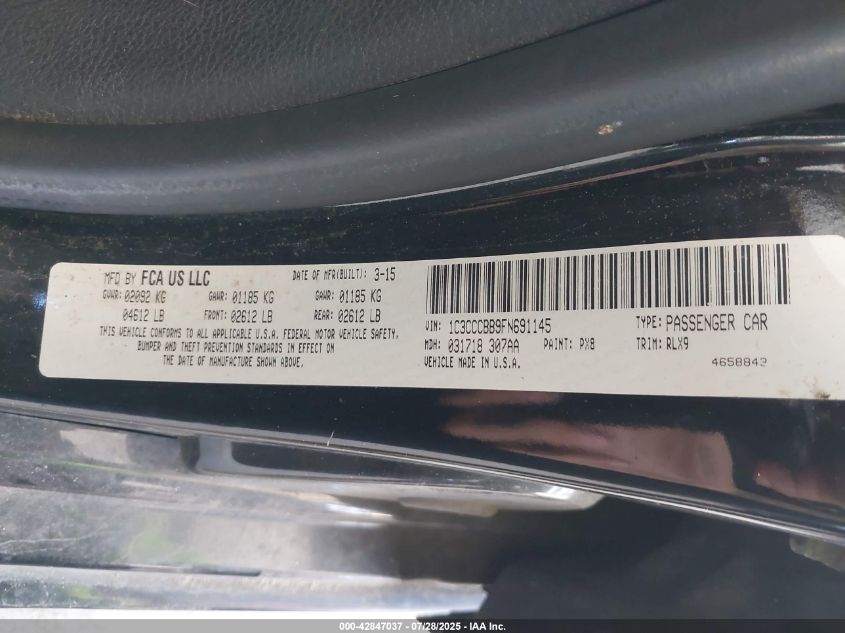 MFD BY FCA US LLC DATE OF MFR(BUILT): 3-15
GVWR: 02092 KG GAWR: 01185 KG GAWR: 01185 KG
04612 LB FRONT: 02612 LB REAR: 02612 LB
THIS VEHICLE CONFORMS TO ALL APPLICABLE U.S.A. FEDERAL MOTOR VEHICLE SAFETY,
BUMPER AND THEFT PREVENTION STANDARDS IN EFFECT ON
THE DATE OF MANUFACTURE SHOWN ABOVE.
VIN: 1C3CCCBB9FN691145 TYPE: PASSENGER CAR
MDH: 031718 307AA PAINT: PX8 TRIM: RLX9
VEHICLE MADE IN U.S.A. 4658843
000-42847037 - 07/28/2025 - IAA Inc.